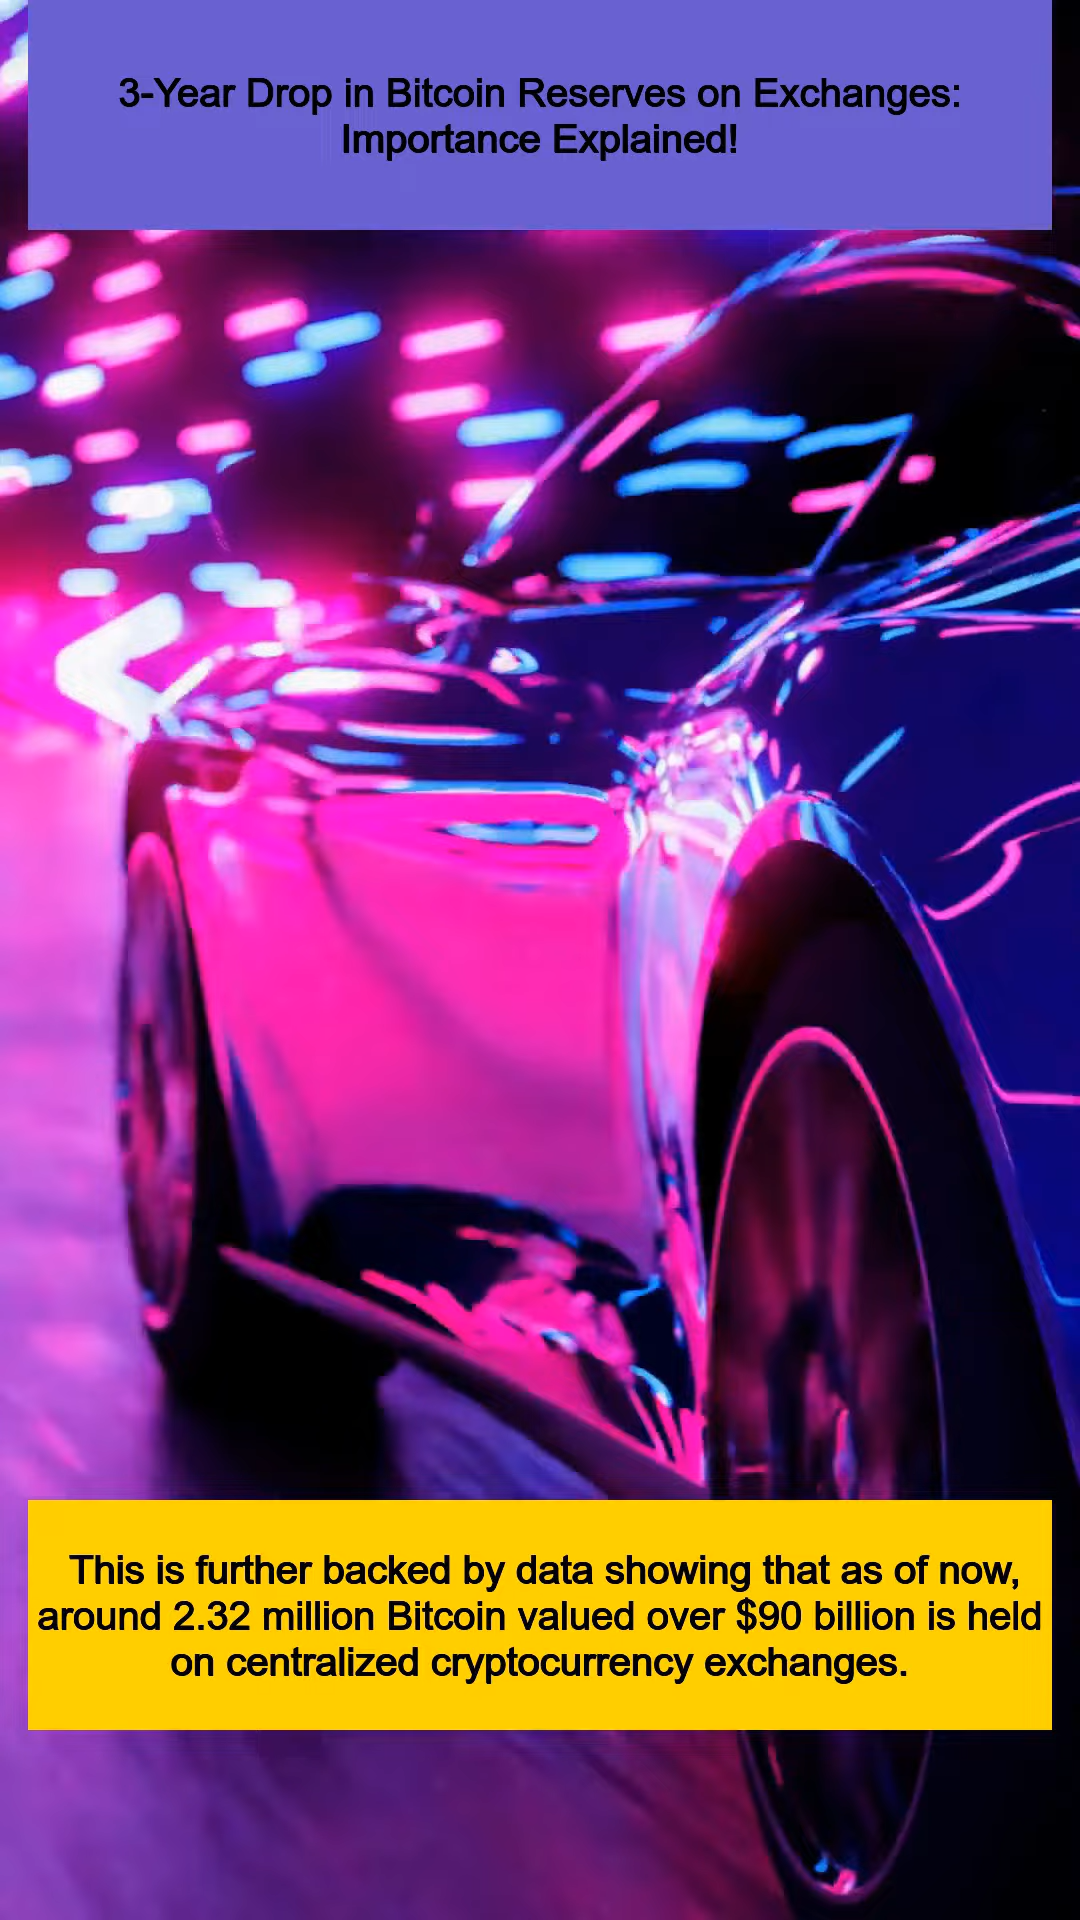 3-Year Drop in Bitcoin Reserves on Exchanges:
Importance Explained!
This is further backed by data showing that as of now,
around 2.32 million Bitcoin valued over $90 billion is held
on centralized cryptocurrency exchanges.